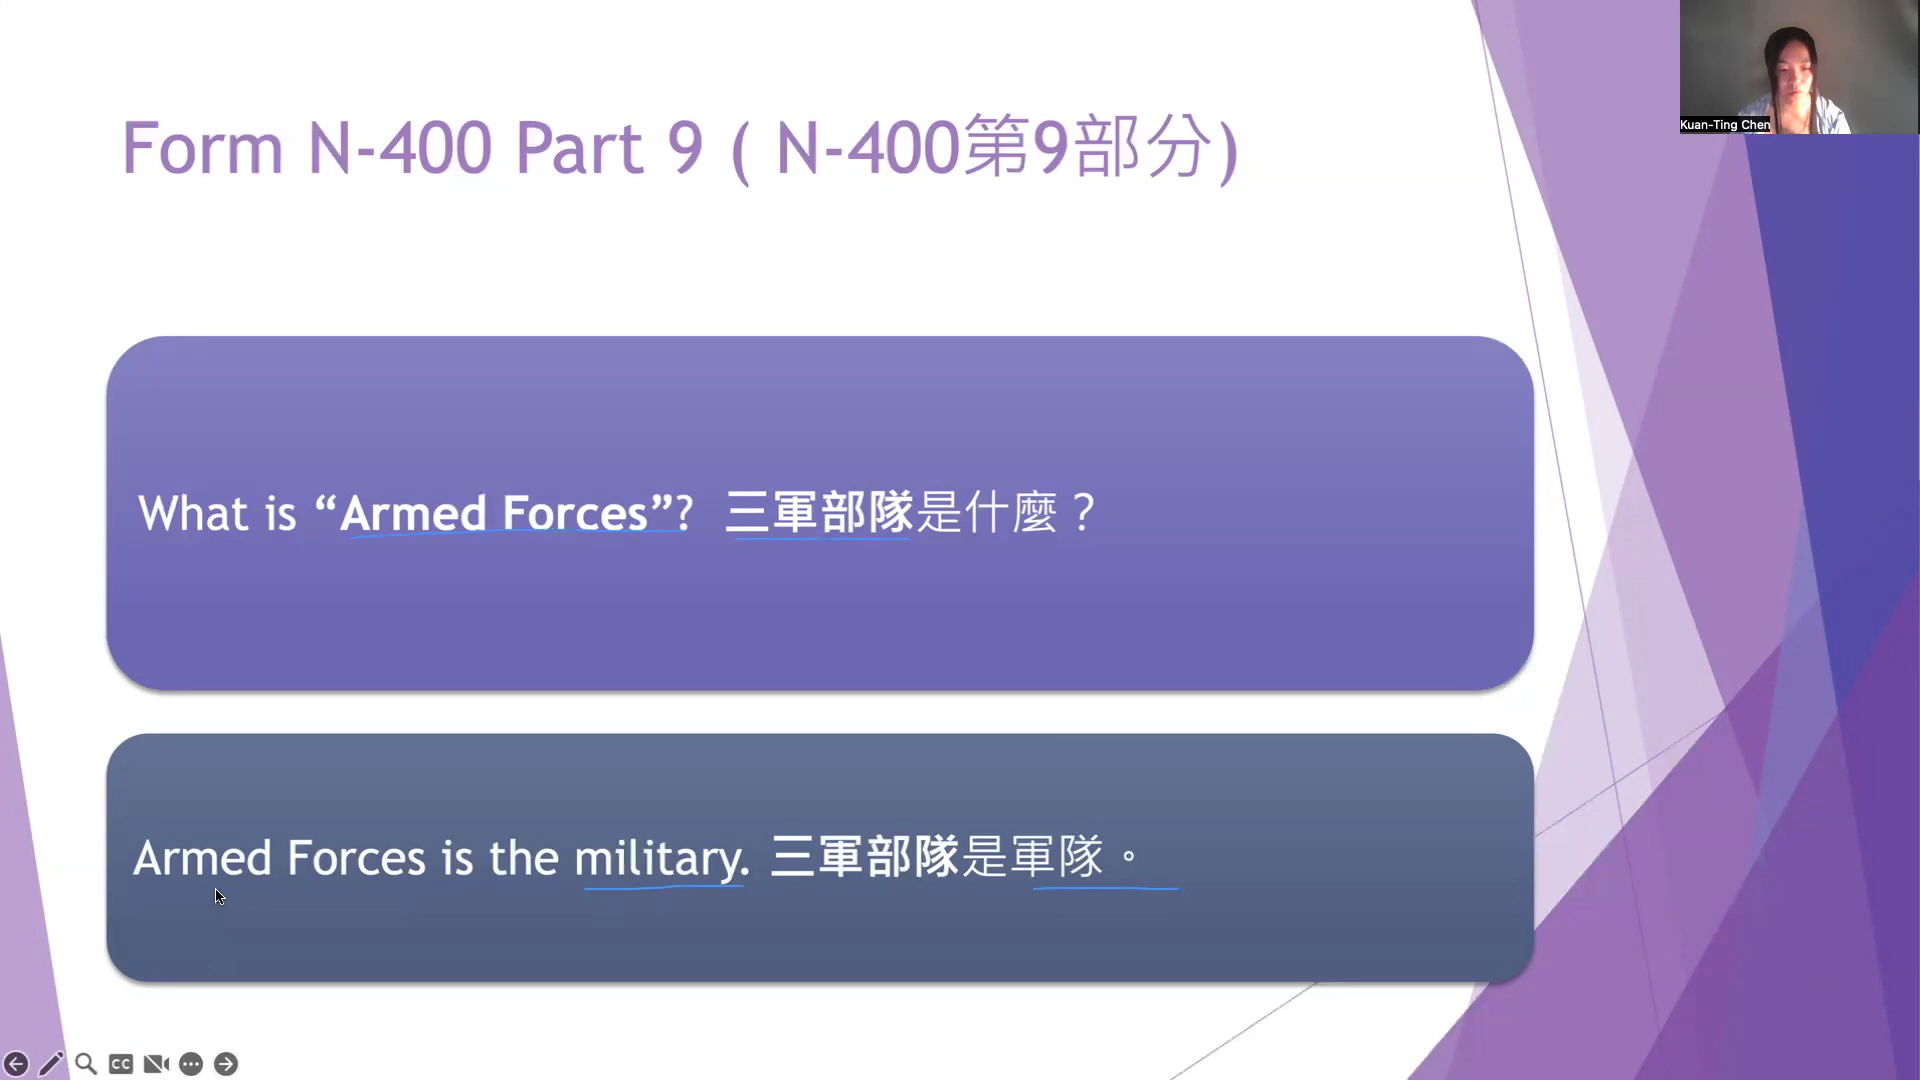 Form N-400 Part 9 ( N-400第9部分)
Kuan-Ting Chen
What is “Armed Forces”? 三軍部隊是什麼？
Armed Forces is the military. 三軍部隊是軍隊。
CC